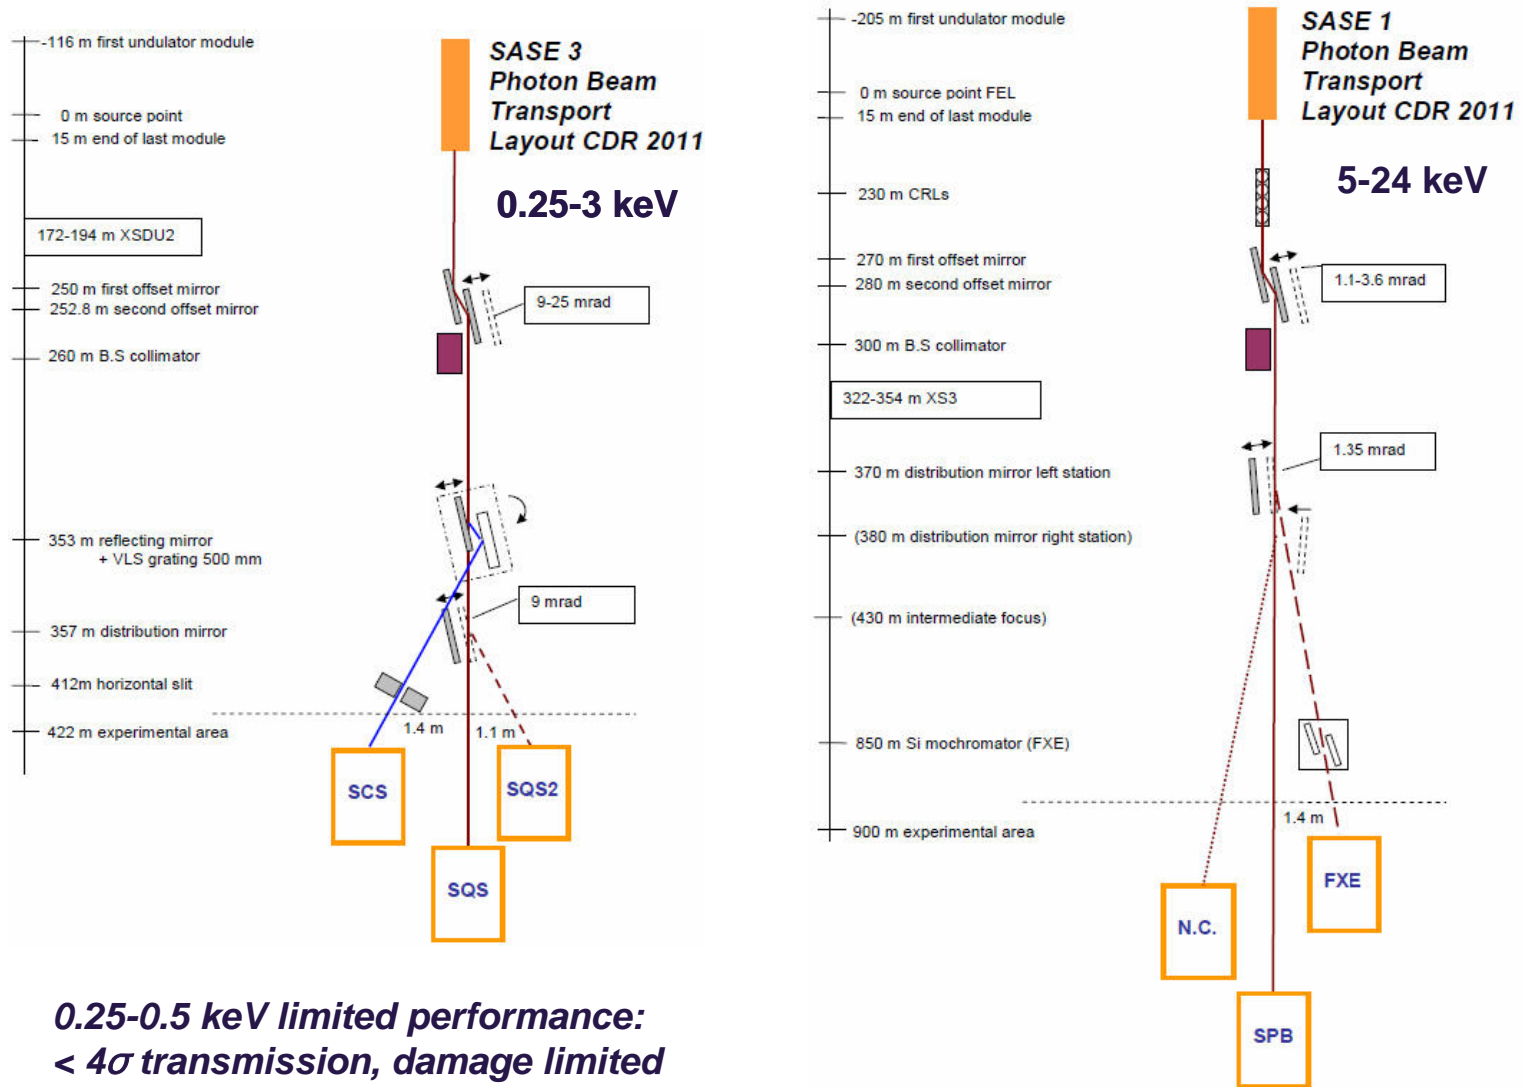 -116 m first undulator module
0 m source point
15 m end of last module
172-194 m XSDU2
250 m first offset mirror
252.8 m second offset mirror
260 m B.S collimator
353 m reflecting mirror
+ VLS grating 500 mm
357 m distribution mirror
412m horizontal slit
422 m experimental area
SASE 3
Photon Beam
Transport
Layout CDR 2011
0.25-3 keV
9-25 mrad
9 mrad
1.4 m
1.1 m
SCS
SQS2
SQS
0.25-0.5 keV limited performance:
< 4σ transmission, damage limited
-205 m first undulator module
0 m source point FEL
15 m end of last module
230 m CRLs
270 m first offset mirror
280 m second offset mirror
300 m B.S collimator
322-354 m XS3
370 m distribution mirror left station
(380 m distribution mirror right station)
(430 m intermediate focus)
850 m Si mochromator (FXE)
900 m experimental area
SASE 1
Photon Beam
Transport
Layout CDR 2011
5-24 keV
1.1-3.6 mrad
1.35 mrad
1.4 m
FXE
N.C.
SPB